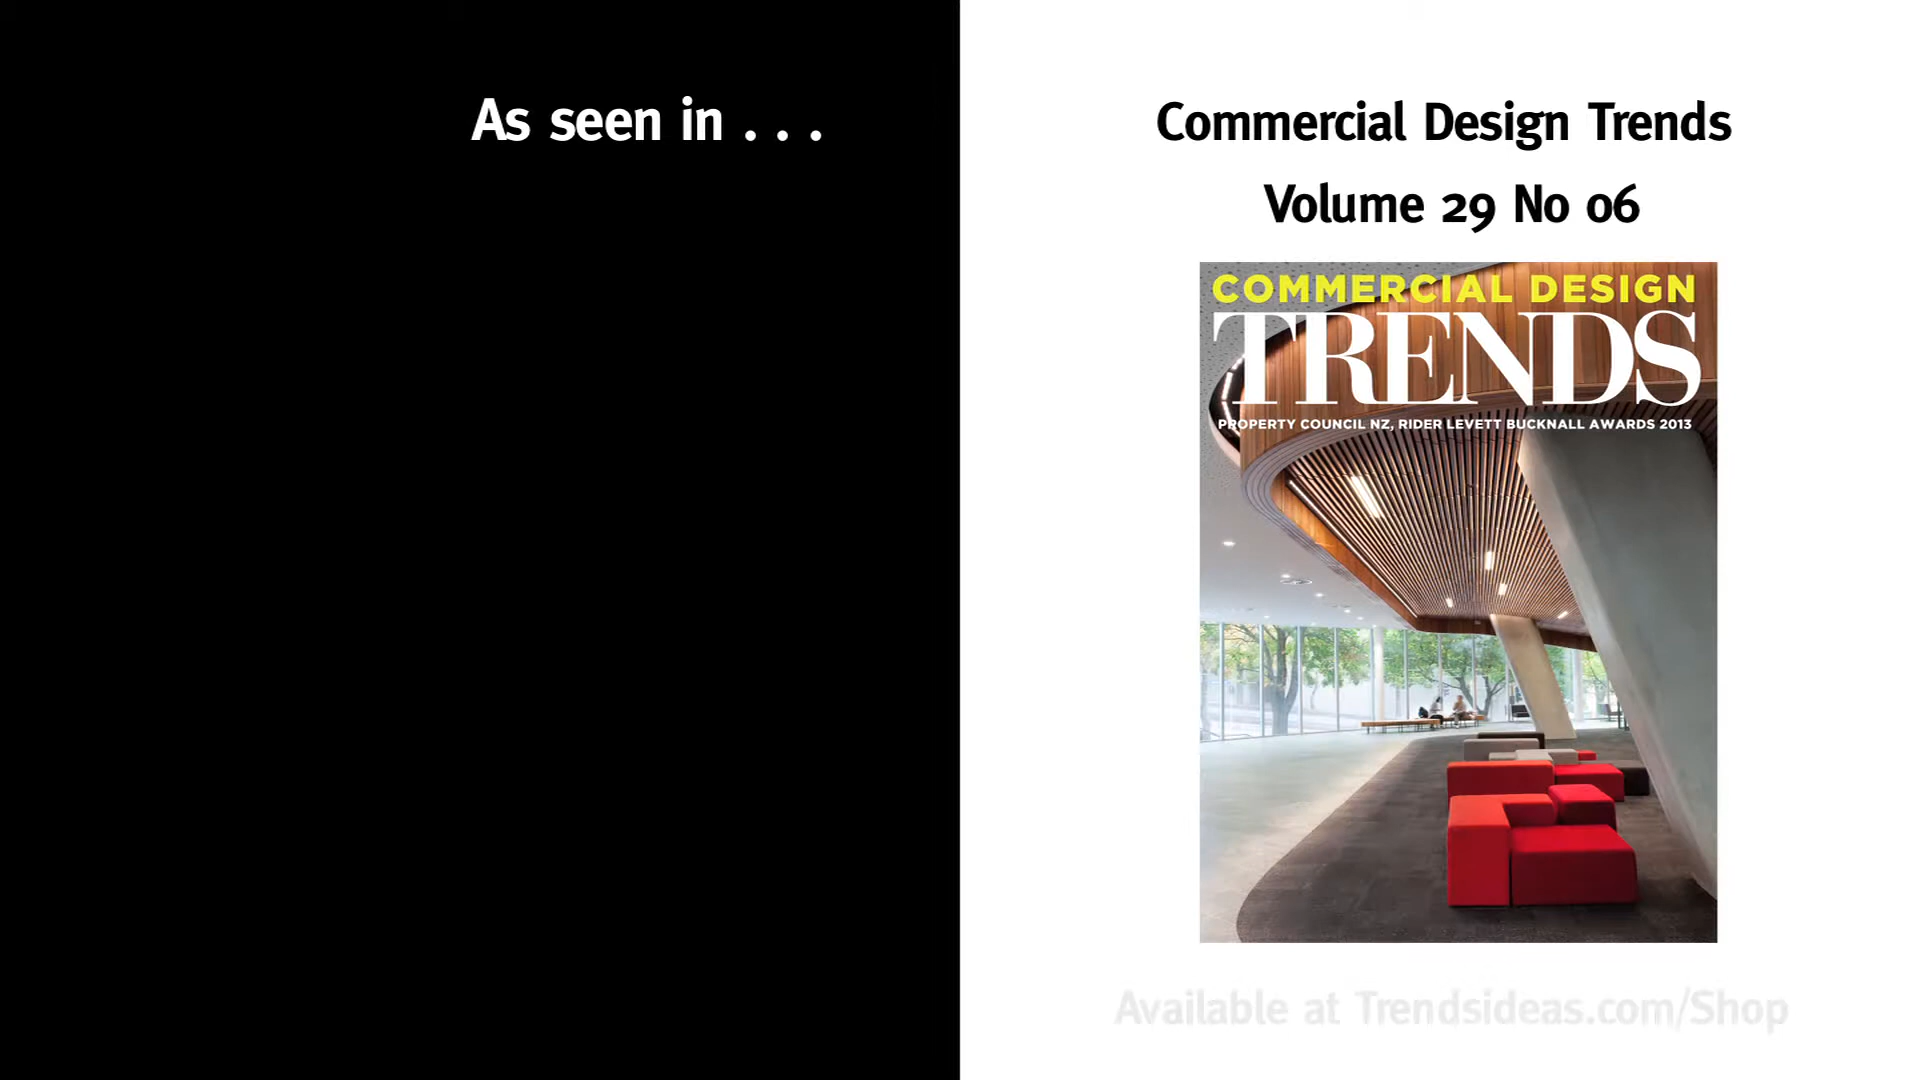 As seen in . . .
Commercial Design Trends
Volume 29 No 06
COMMERCIAL DESIGN
TRENDS
PROPERTY COUNCIL NZ, RIDER LEVETT BUCKNALL AWARDS 2013
Available at Trendsideas.com/Shop